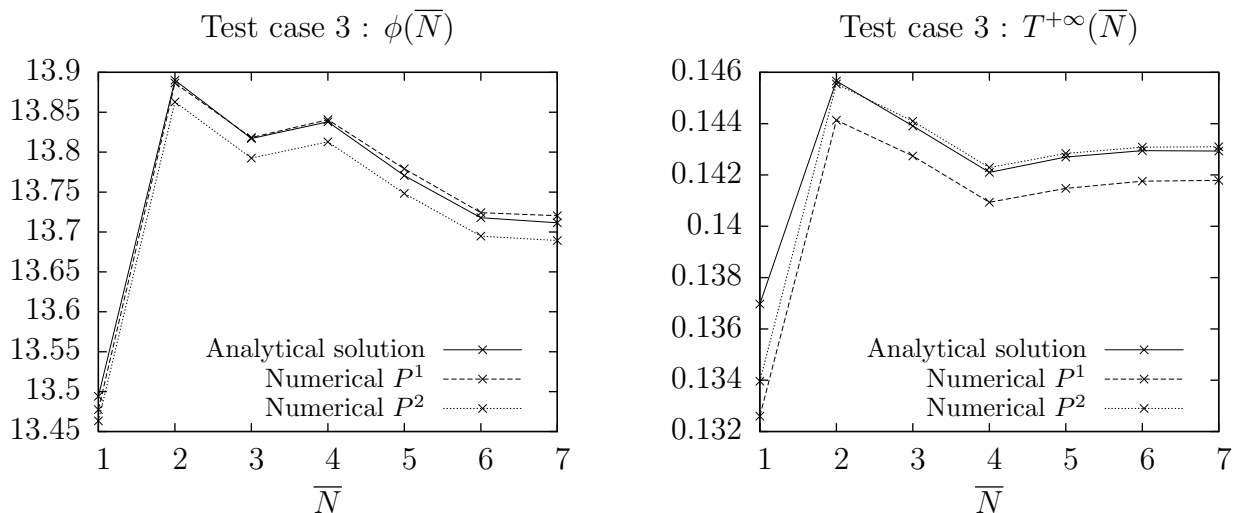 Test case 3 : ϕ(N̅)
13.9
13.85
13.8
13.75
13.7
13.65
13.6
13.55
13.5
13.45
Analytical solution
Numerical P¹
Numerical P²
1 2 3 4 5 6 7
N̅
Test case 3 : T⁺∞(N̅)
0.146
0.144
0.142
0.14
0.138
0.136
0.134
0.132
Analytical solution
Numerical P¹
Numerical P²
1 2 3 4 5 6 7
N̅